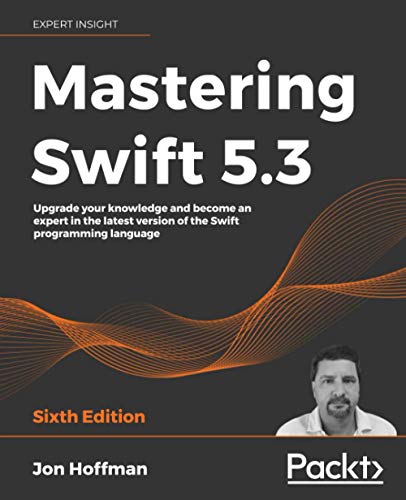 EXPERT INSIGHT
Mastering
Swift 5.3
Upgrade your knowledge and become an
expert in the latest version of the Swift
programming language
Sixth Edition
Jon Hoffman
Packt>